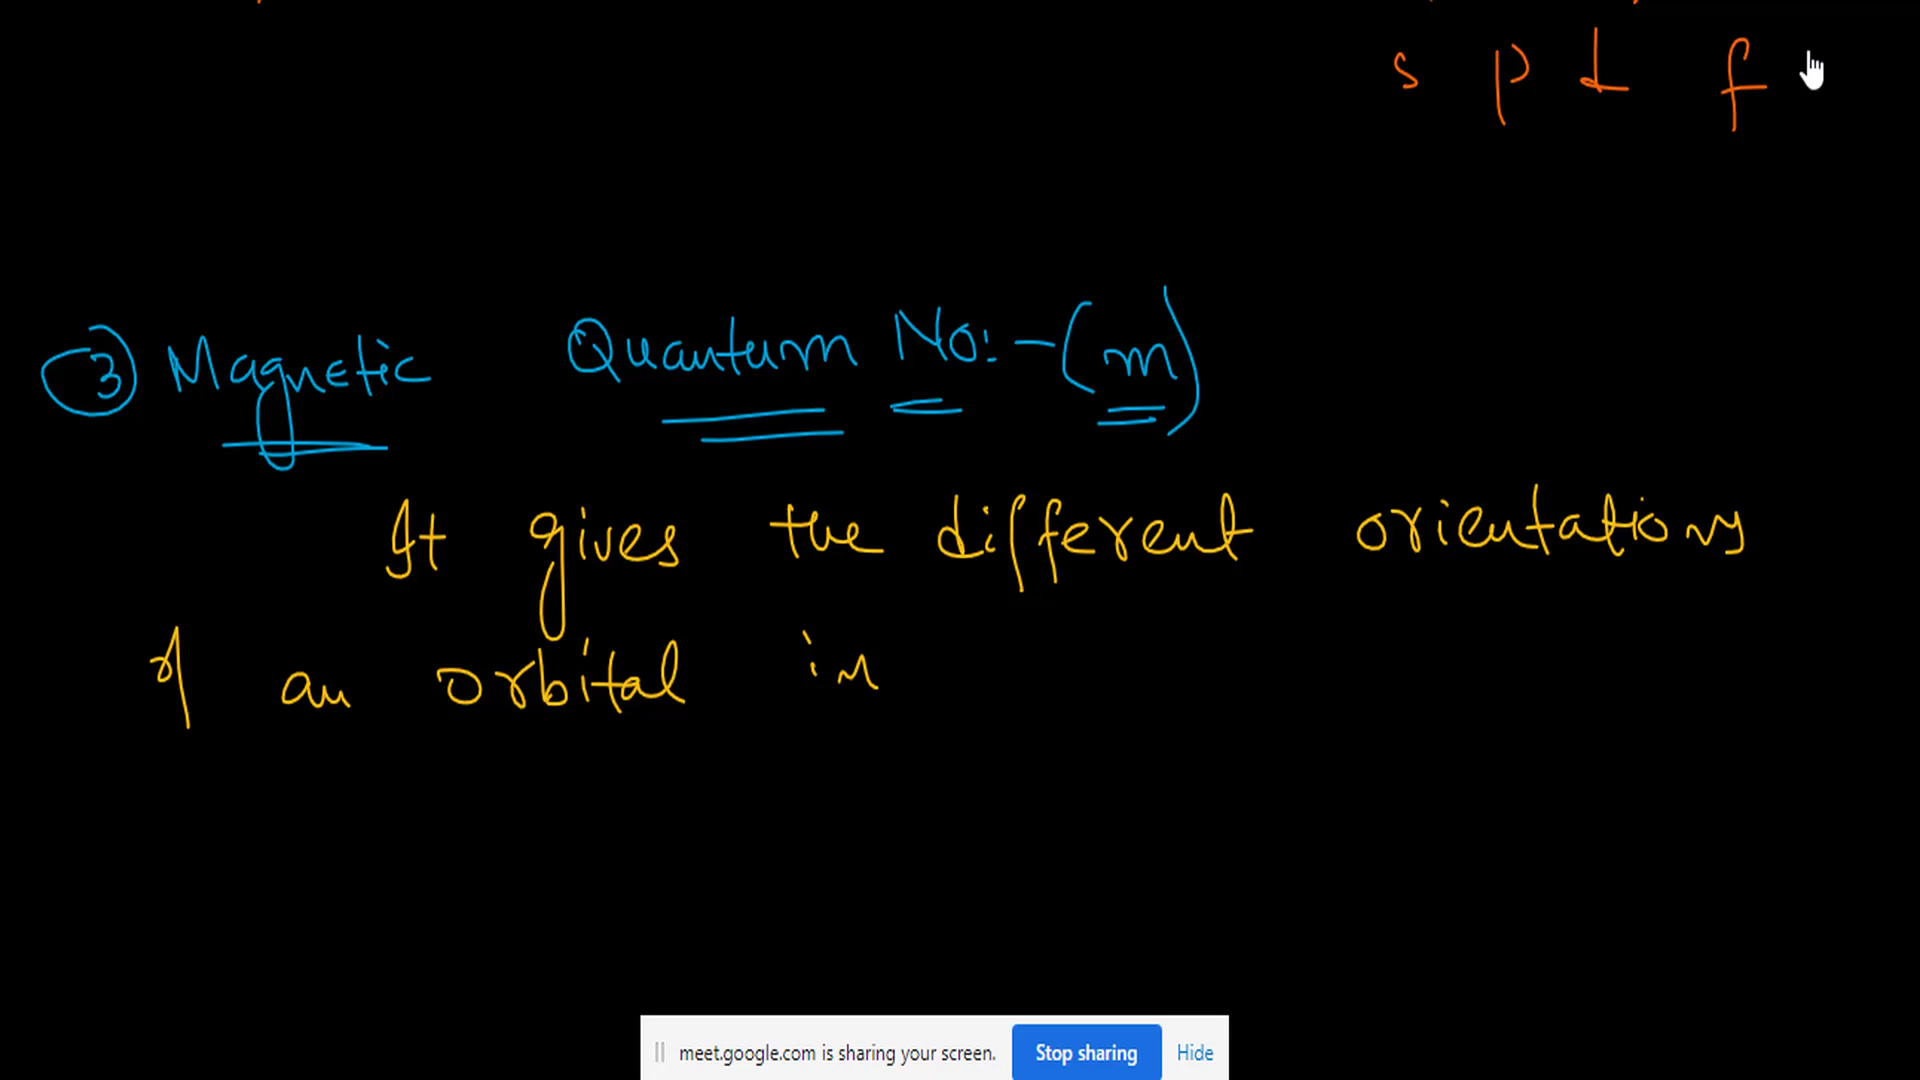 s p d f
3 Magnetic Quantum No:- (m)
It gives the different orientations
of an orbital in
meet.google.com is sharing your screen. Stop sharing Hide